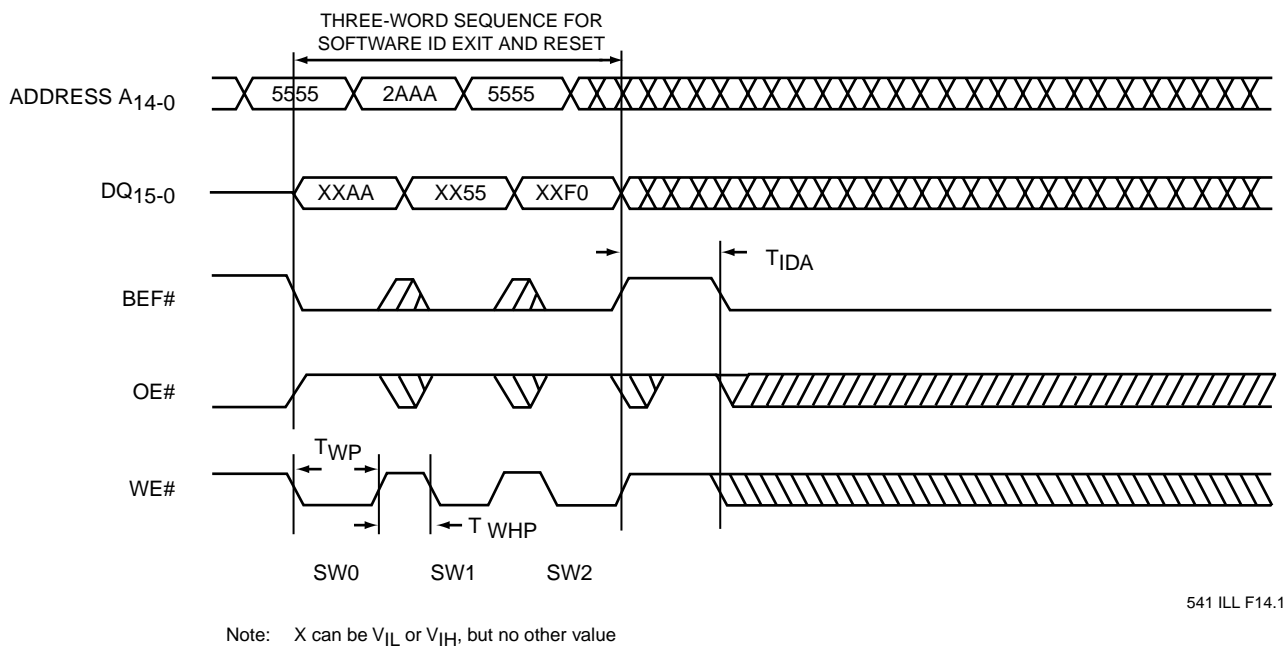 THREE-WORD SEQUENCE FOR
SOFTWARE ID EXIT AND RESET
ADDRESS A14-0
5555
2AAA
5555
DQ15-0
XXAA
XX55
XXF0
TIDA
BEF#
OE#
TWP
WE#
T WHP
SW0
SW1
SW2
541 ILL F14.1
Note: X can be VIL or VIH, but no other value